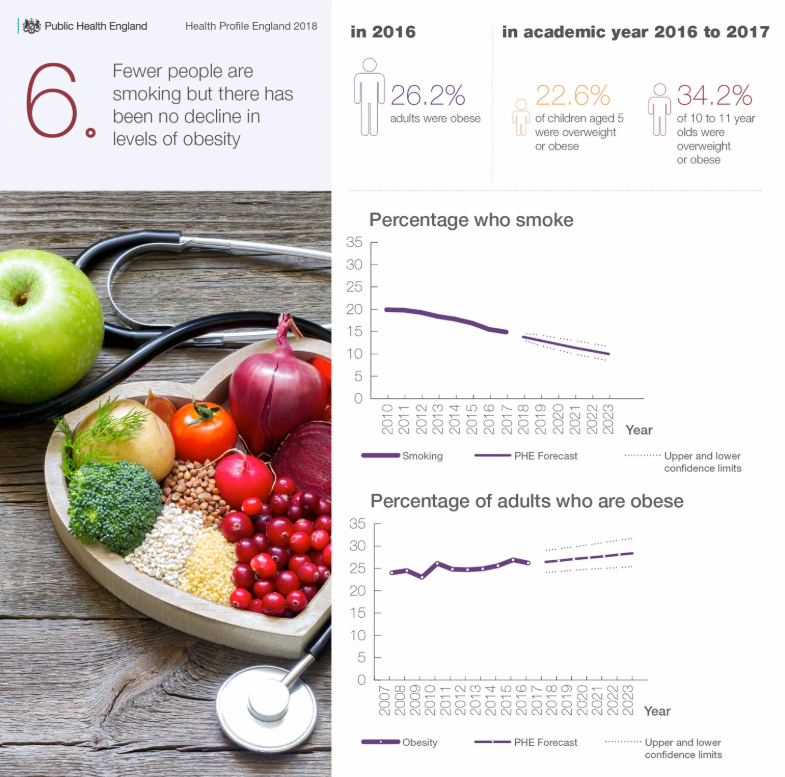 Public Health England
Health Profile England 2018
6.
Fewer people are
smoking but there has
been no decline in
levels of obesity
in 2016
26.2%
adults were obese
in academic year 2016 to 2017
22.6%
of children aged 5
were overweight
or obese
34.2%
of 10 to 11 year
olds were
overweight
or obese
Percentage who smoke
35
30
25
20
15
10
5
0
2010
2011
2012
2013
2014
2015
2016
2017
2018
2019
2020
2021
2022
2023
Year
Smoking
PHE Forecast
Upper and lower
confidence limits
Percentage of adults who are obese
35
30
25
20
15
10
5
0
2007
2008
2009
2010
2011
2012
2013
2014
2015
2016
2017
2018
2019
2020
2021
2022
2023
Year
Obesity
PHE Forecast
Upper and lower
confidence limits